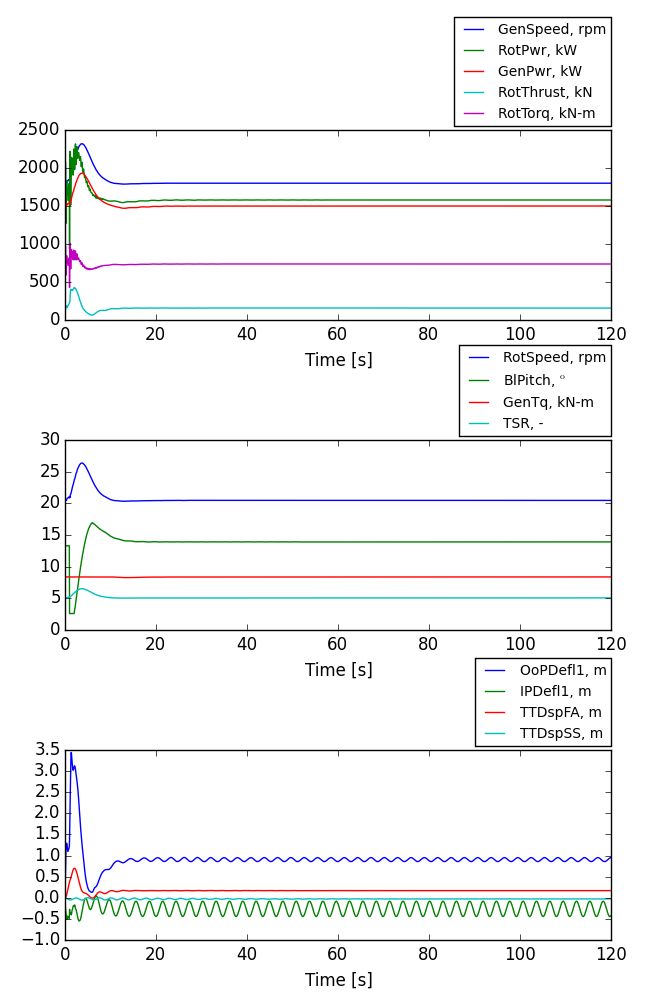 GenSpeed, rpm
RotPwr, kW
GenPwr, kW
RotThrust, kN
RotTorq, kN-m
2500
2000
1500
1000
500
0
0 20 40 60 80 100 120
Time [s]
RotSpeed, rpm
BlPitch, °
GenTq, kN-m
TSR, -
30
25
20
15
10
5
0
0 20 40 60 80 100 120
Time [s]
OoPDefl1, m
IPDefl1, m
TTDspFA, m
TTDspSS, m
3.5
3.0
2.5
2.0
1.5
1.0
0.5
0.0
−0.5
−1.0
0 20 40 60 80 100 120
Time [s]